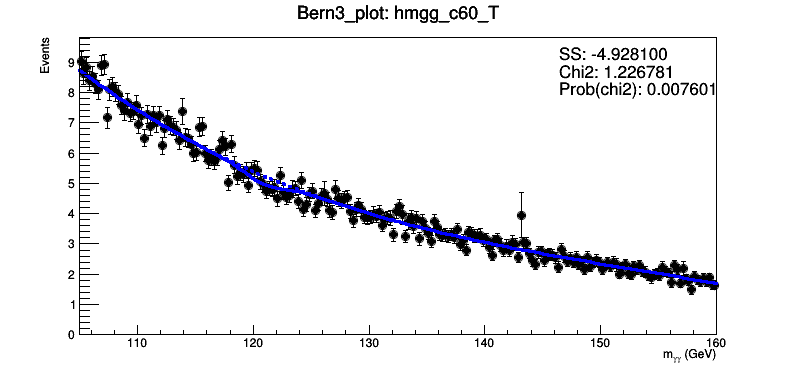 Bern3_plot: hmgg_c60_T
Events
SS: -4.928100
Chi2: 1.226781
Prob(chi2): 0.007601
9
8
7
6
5
4
3
2
1
0
110 120 130 140 150 160
m_γγ (GeV)